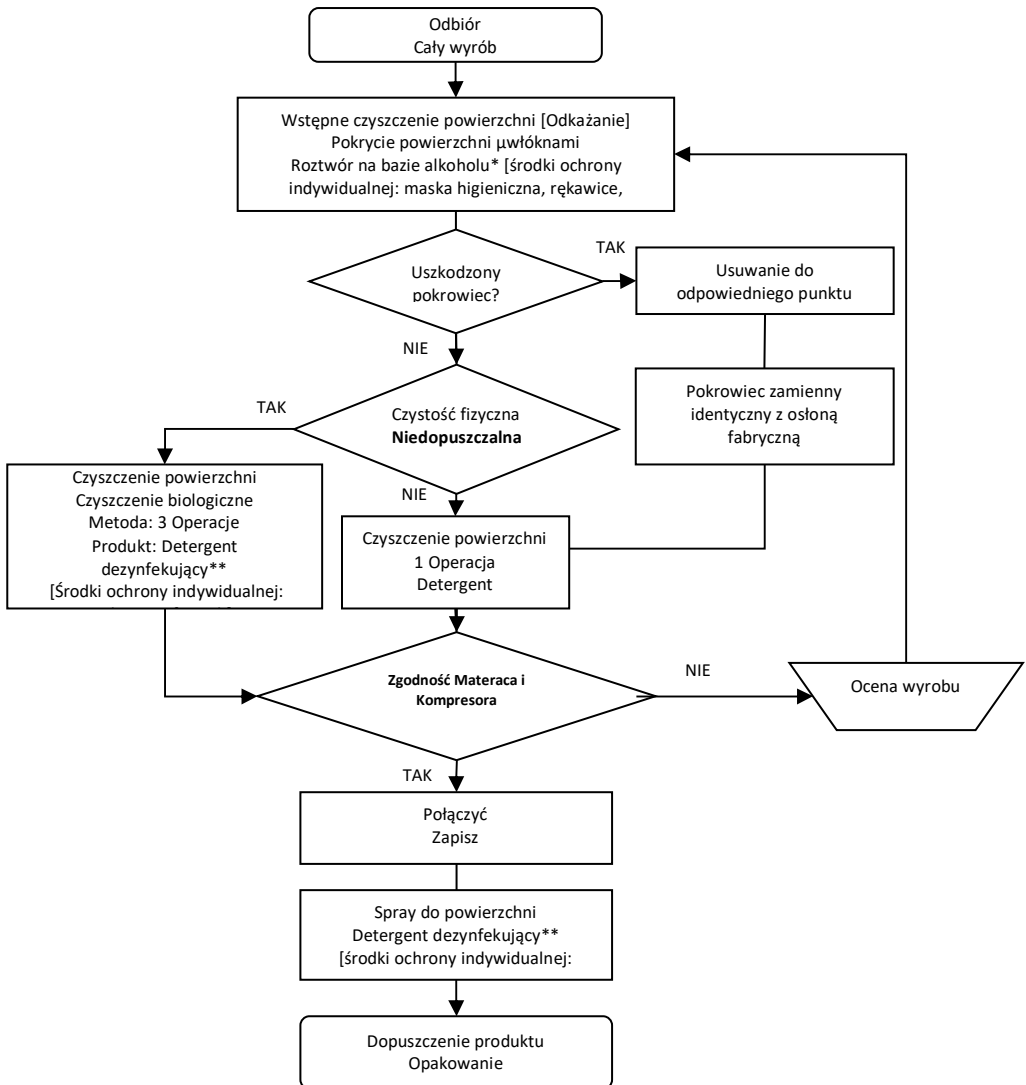 Odbiór
Cały wyrób
Wstępne czyszczenie powierzchni [Odkażanie]
Pokrycie powierzchni µwłóknami
Roztwór na bazie alkoholu* [środki ochrony
indywidualnej: maska higieniczna, rękawice,
Uszkodzony
pokrowiec?
TAK
Usuwanie do
odpowiedniego punktu
NIE
Pokrowiec zamienny
identyczny z osłoną
fabryczną
Czystość fizyczna
Niedopuszczalna
TAK
Czyszczenie powierzchni
Czyszczenie biologiczne
Metoda: 3 Operacje
Produkt: Detergent
dezynfekujący**
[Środki ochrony indywidualnej:
NIE
Czyszczenie powierzchni
1 Operacja
Detergent
Zgodność Materaca i
Kompresora
NIE
Ocena wyrobu
TAK
Połączyć
Zapisz
Spray do powierzchni
Detergent dezynfekujący**
[środki ochrony indywidualnej:
Dopuszczenie produktu
Opakowanie